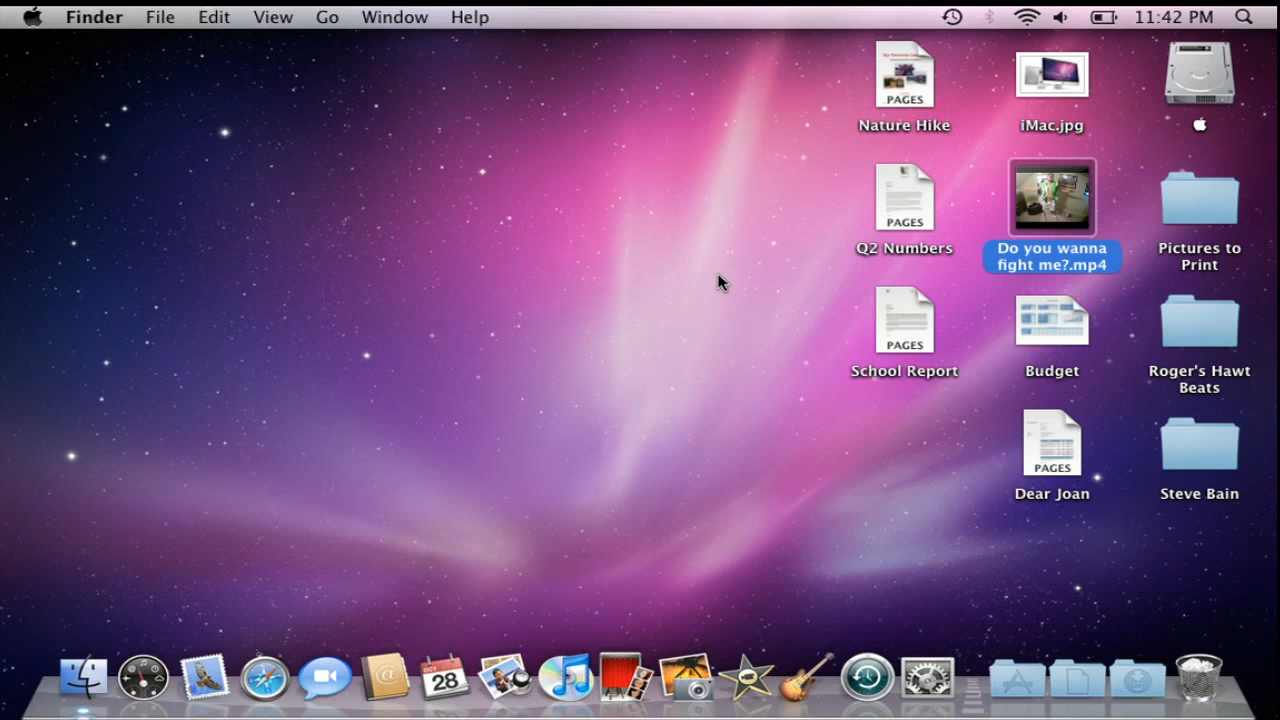 Finder File Edit View Go Window Help 11:42 PM
PAGES
Nature Hike
iMac.jpg
PAGES
Q2 Numbers
Do you wanna
fight me?.mp4
Pictures to
Print
PAGES
School Report
Budget
Roger's Hawt
Beats
PAGES
Dear Joan
Steve Bain
OCT
28